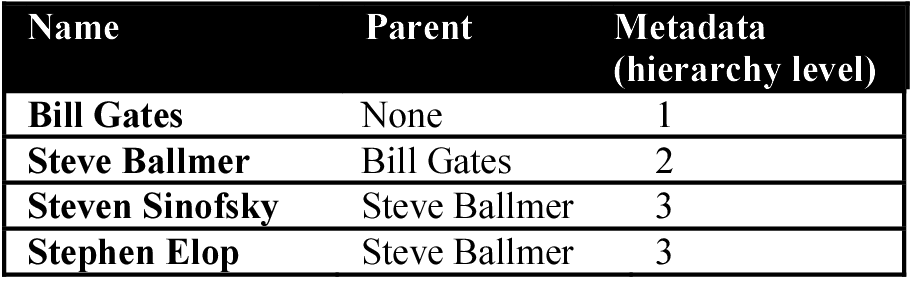 Name Parent Metadata
(hierarchy level)
Bill Gates None 1
Steve Ballmer Bill Gates 2
Steven Sinofsky Steve Ballmer 3
Stephen Elop Steve Ballmer 3